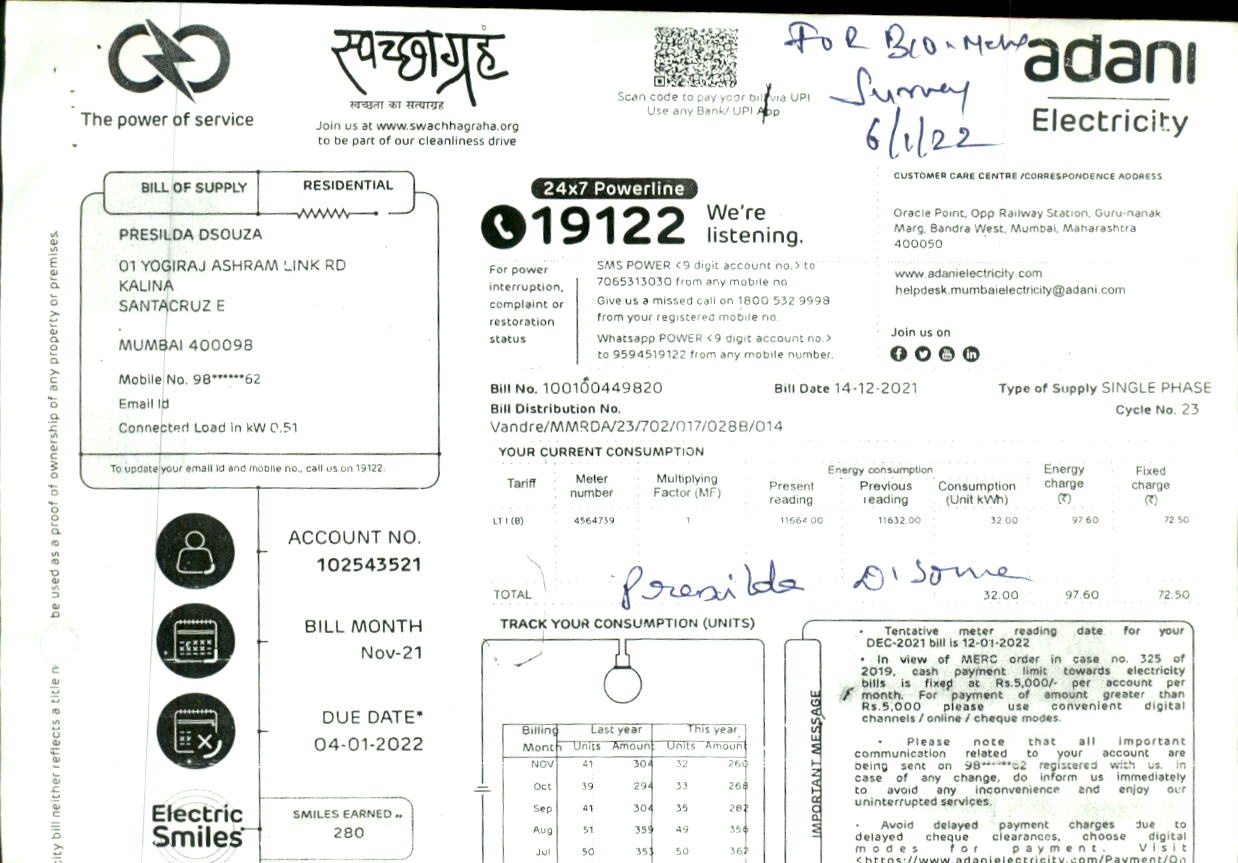 The power of service
स्वच्छाग्रह
स्वच्छता का सत्याग्रह
Join us at www.swachhagraha.org
to be part of our cleanliness drive
Scan code to pay your bill via UPI
Use any Bank/ UPI App
FOR
Survey
6/1/22
adani
Electricity
BILL OF SUPPLY RESIDENTIAL
PRESILDA DSOUZA
01 YOGIRAJ ASHRAM LINK RD
KALINA
SANTACRUZ E
MUMBAI 400098
Mobile No. 98******62
Email Id
Connected Load in kW 0.51
To update your email id and mobile no., call us on 19122.
24x7 Powerline
19122 We're
listening.
For power
interruption,
complaint or
restoration
status
SMS POWER <9 digit account no.> to
7065313030 from any mobile no
Give us a missed call on 1800 532 9998
from your registered mobile no.
Whatsapp POWER <9 digit account no.>
to 9594519122 from any mobile number.
CUSTOMER CARE CENTRE /CORRESPONDENCE ADDRESS
Oracle Point, Opp Railway Station, Guru-nanak
Marg, Bandra West, Mumbai, Maharashtra
400050
www.adanielectricity.com
helpdesk.mumbaielectricity@adani.com
Join us on
Bill No. 100100449820 Bill Date 14-12-2021 Type of Supply SINGLE PHASE
Bill Distribution No. Cycle No. 23
Vandre/MMRDA/23/702/017/028B/014
YOUR CURRENT CONSUMPTION
Tariff Meter number Multiplying Factor (MF) Energy consumption Present reading Previous reading Consumption (Unit kWh) Energy charge (₹) Fixed charge (₹)
LT I (B) 4564739 1 11664.00 11632.00 32.00 97.60 72.50
Presilda D'Souza
TOTAL 32.00 97.60 72.50
ACCOUNT NO.
102543521
BILL MONTH
Nov-21
DUE DATE*
04-01-2022
Electric
Smiles
SMILES EARNED
280
TRACK YOUR CONSUMPTION (UNITS)
Billing Month Last year This year
Units Amount Units Amount
NOV 41 304 32 260
Oct 39 294 33 268
Sep 41 304 35 282
Aug 51 359 49 356
Jul 50 353 50 367
IMPORTANT MESSAGE
• Tentative meter reading date for your
DEC-2021 bill is 12-01-2022
• In view of MERC order in case no. 325 of
2019, cash payment limit towards electricity
bills is fixed at Rs.5,000/- per account per
month. For payment of amount greater than
Rs.5,000 please use convenient digital
channels / online / cheque modes.
• Please note that all important
communication related to your account are
being sent on 98******62 registered with us. in
case of any change, do inform us immediately
to avoid any inconvenience and enjoy our
uninterrupted services.
• Avoid delayed payment charges due to
delayed cheque clearances, choose digital
modes for payment. Visit
<https://www.adanielectricity.com/Payment/
city bill neither reflects a title n be used as a proof of ownership of any property or premises.